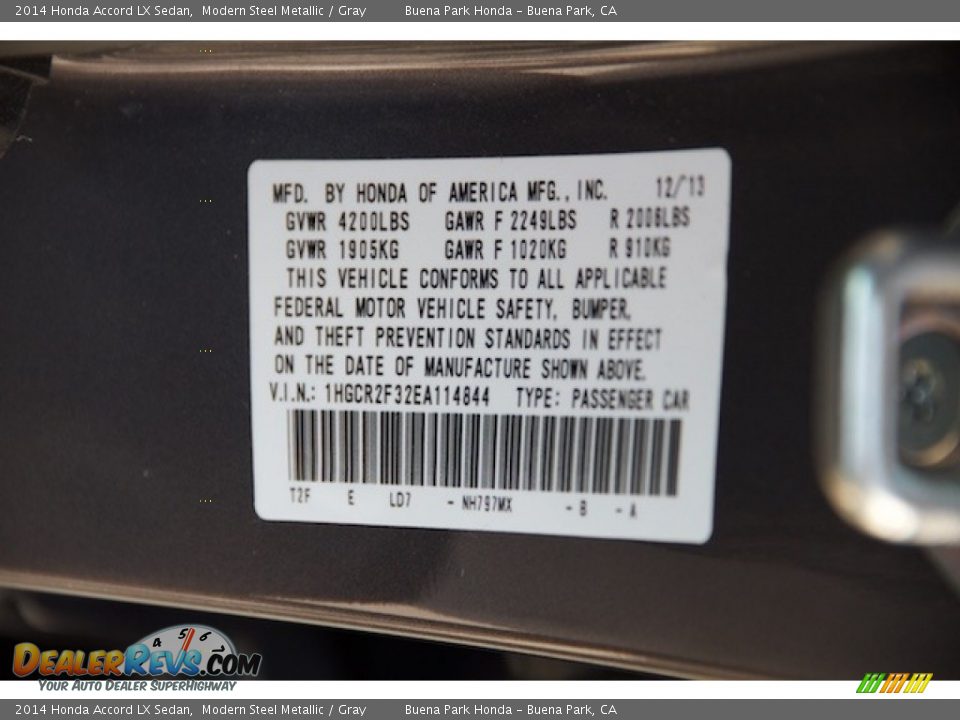 2014 Honda Accord LX Sedan, Modern Steel Metallic / Gray Buena Park Honda - Buena Park, CA
MFD. BY HONDA OF AMERICA MFG., INC. 12/'13
GVWR 4200LBS GAWR F 2249LBS R 2006LBS
GVWR 1905KG GAWR F 1020KG R 910KG
THIS VEHICLE CONFORMS TO ALL APPLICABLE
FEDERAL MOTOR VEHICLE SAFETY, BUMPER,
AND THEFT PREVENTION STANDARDS IN EFFECT
ON THE DATE OF MANUFACTURE SHOWN ABOVE.
V.I.N.: 1HGCR2F32EA114844 TYPE: PASSENGER CAR
T2F E LD7 - NH797MX - B - A
4 5 6
DEALERREVS.COM
YOUR AUTO DEALER SUPERHIGHWAY
2014 Honda Accord LX Sedan, Modern Steel Metallic / Gray Buena Park Honda - Buena Park, CA